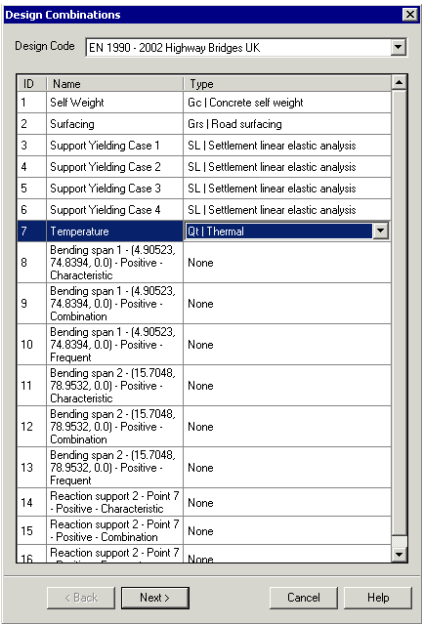 Design Combinations
Design Code EN 1990 - 2002 Highway Bridges UK
ID Name Type
1 Self Weight Gc | Concrete self weight
2 Surfacing Grs | Road surfacing
3 Support Yielding Case 1 SL | Settlement linear elastic analysis
4 Support Yielding Case 2 SL | Settlement linear elastic analysis
5 Support Yielding Case 3 SL | Settlement linear elastic analysis
6 Support Yielding Case 4 SL | Settlement linear elastic analysis
7 Temperature Qt | Thermal
Bending span 1 - (4.90523,
8 74.8394, 0.0) - Positive - None
Characteristic
Bending span 1 - (4.90523,
9 74.8394, 0.0) - Positive - None
Combination
Bending span 1 - (4.90523,
10 74.8394, 0.0) - Positive - None
Frequent
Bending span 2 - (15.7048,
11 78.9532, 0.0) - Positive - None
Characteristic
Bending span 2 - (15.7048,
12 78.9532, 0.0) - Positive - None
Combination
Bending span 2 - (15.7048,
13 78.9532, 0.0) - Positive - None
Frequent
14 Reaction support 2 - Point 7 None
- Positive - Characteristic
15 Reaction support 2 - Point 7 None
- Positive - Combination
16 Reaction support 2 - Point 7 None
< Back Next > Cancel Help